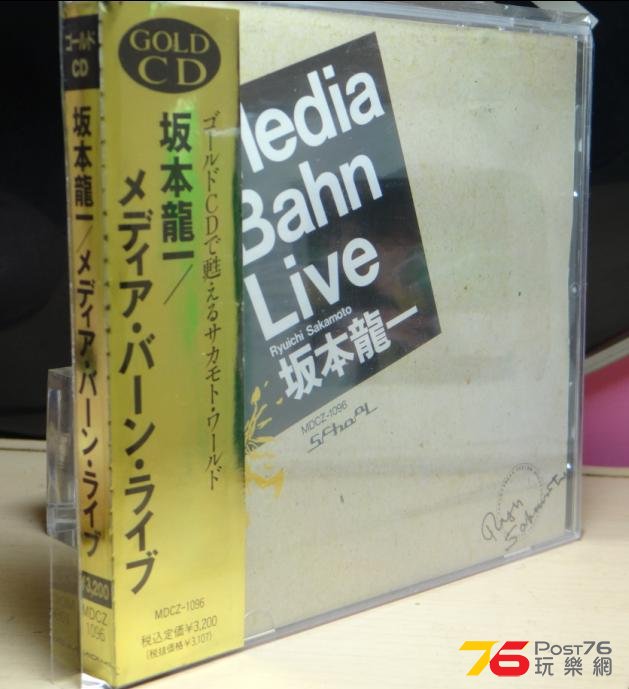 ゴールド
CD
坂本龍一/メディア・バーン・ライブ
¥3,200
MDCZ
1096
GOLD
CD
坂本龍一/
メディア・バーン・ライブ
ゴールドCDで甦えるサカモト・ワールド
MDCZ-1096
税込定価¥3,200
(税抜価格¥3,107)
Media
Bahn
Live
Ryuichi Sakamoto
坂本龍一
MDCZ-1096
School
Ryu
Sakamoto
76 Post76
玩樂網